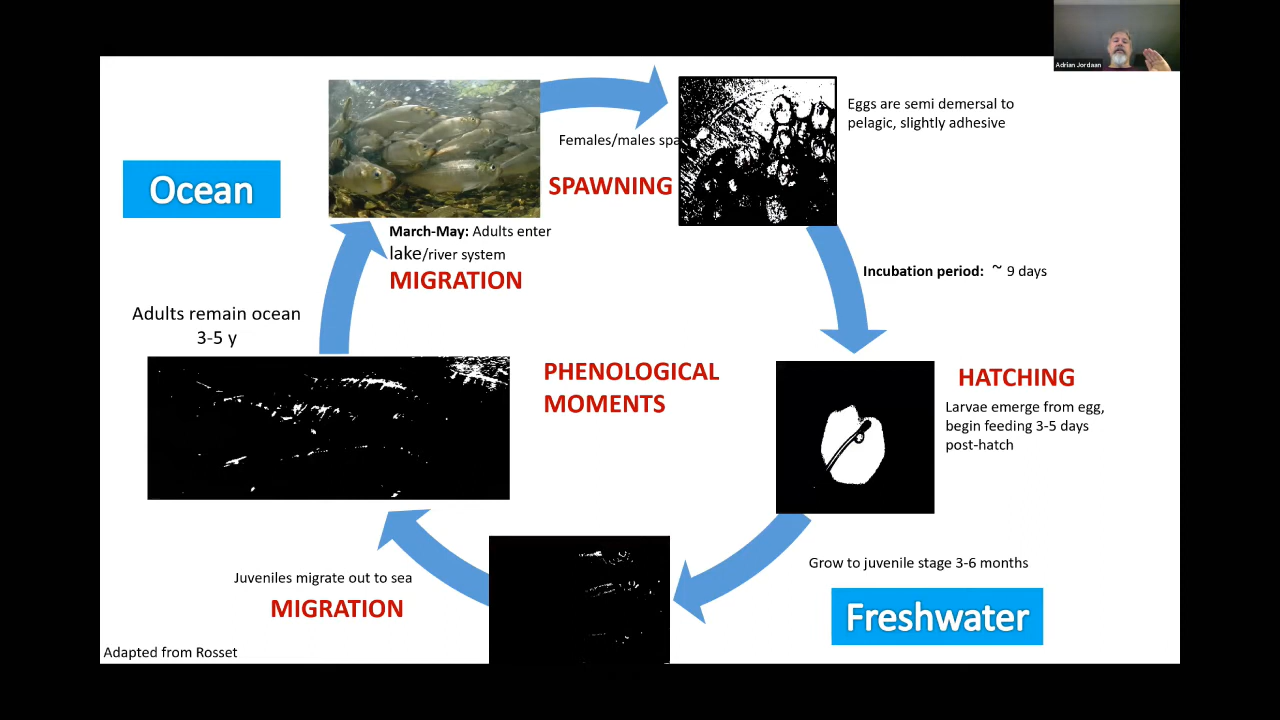 Adrian Jordaan
Eggs are semi demersal to
pelagic, slightly adhesive
Females/males
SPAWNING
Ocean
March-May: Adults enter
lake/river system
MIGRATION
Incubation period: ~ 9 days
Adults remain ocean
3-5 y
PHENOLOGICAL
MOMENTS
HATCHING
Larvae emerge from egg,
begin feeding 3-5 days
post-hatch
Grow to juvenile stage 3-6 months
Juveniles migrate out to sea
MIGRATION
Freshwater
Adapted from Rosset